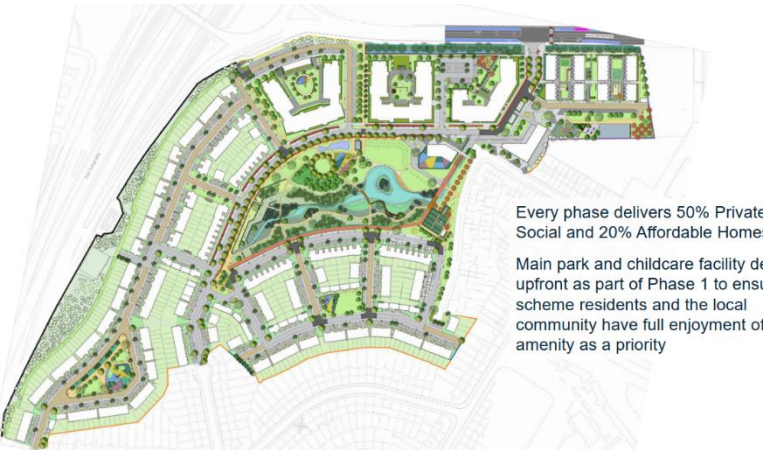 Every phase delivers 50% Private
Social and 20% Affordable Home
Main park and childcare facility de
upfront as part of Phase 1 to ensu
scheme residents and the local
community have full enjoyment of
amenity as a priority